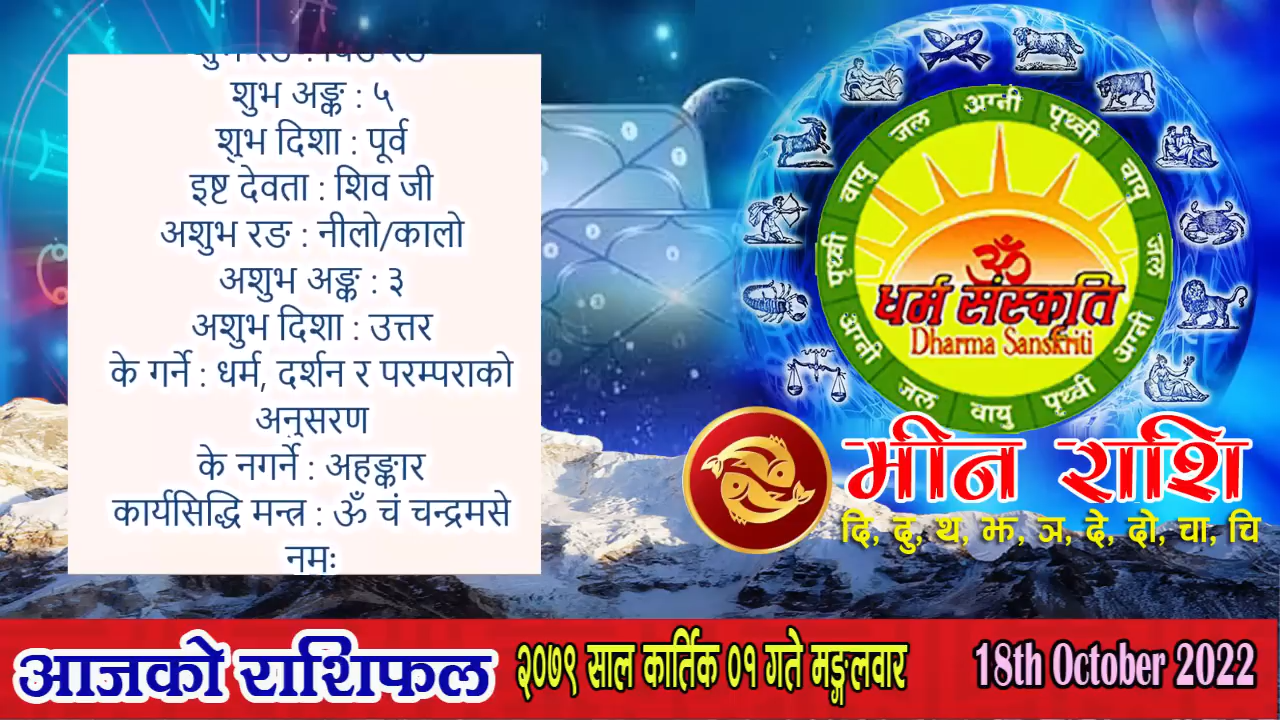 शुभ अङ्क : ५
शुभ दिशा : पूर्व
इष्ट देवता : शिव जी
अशुभ रङ : नीलो/कालो
अशुभ अङ्क : ३
अशुभ दिशा : उत्तर
के गर्ने : धर्म, दर्शन र परम्पराको
अनुसरण
के नगर्ने : अहङ्कार
कार्यसिद्धि मन्त्र : ॐ चं चन्द्रमसे
नमः
अग्नी
पृथ्वी
वायु
जल
अग्नी
पृथ्वी
वायु
जल
अग्नी
पृथ्वी
वायु
जल
ॐ
धर्म संस्कृति
Dharma Sanskriti
मीन राशि
दि, दु, थ, झ, ञ, दे, दो, चा, चि
आजको राशिफल
२०७९ साल कार्तिक ०१ गते मङ्गलवार
18th October 2022